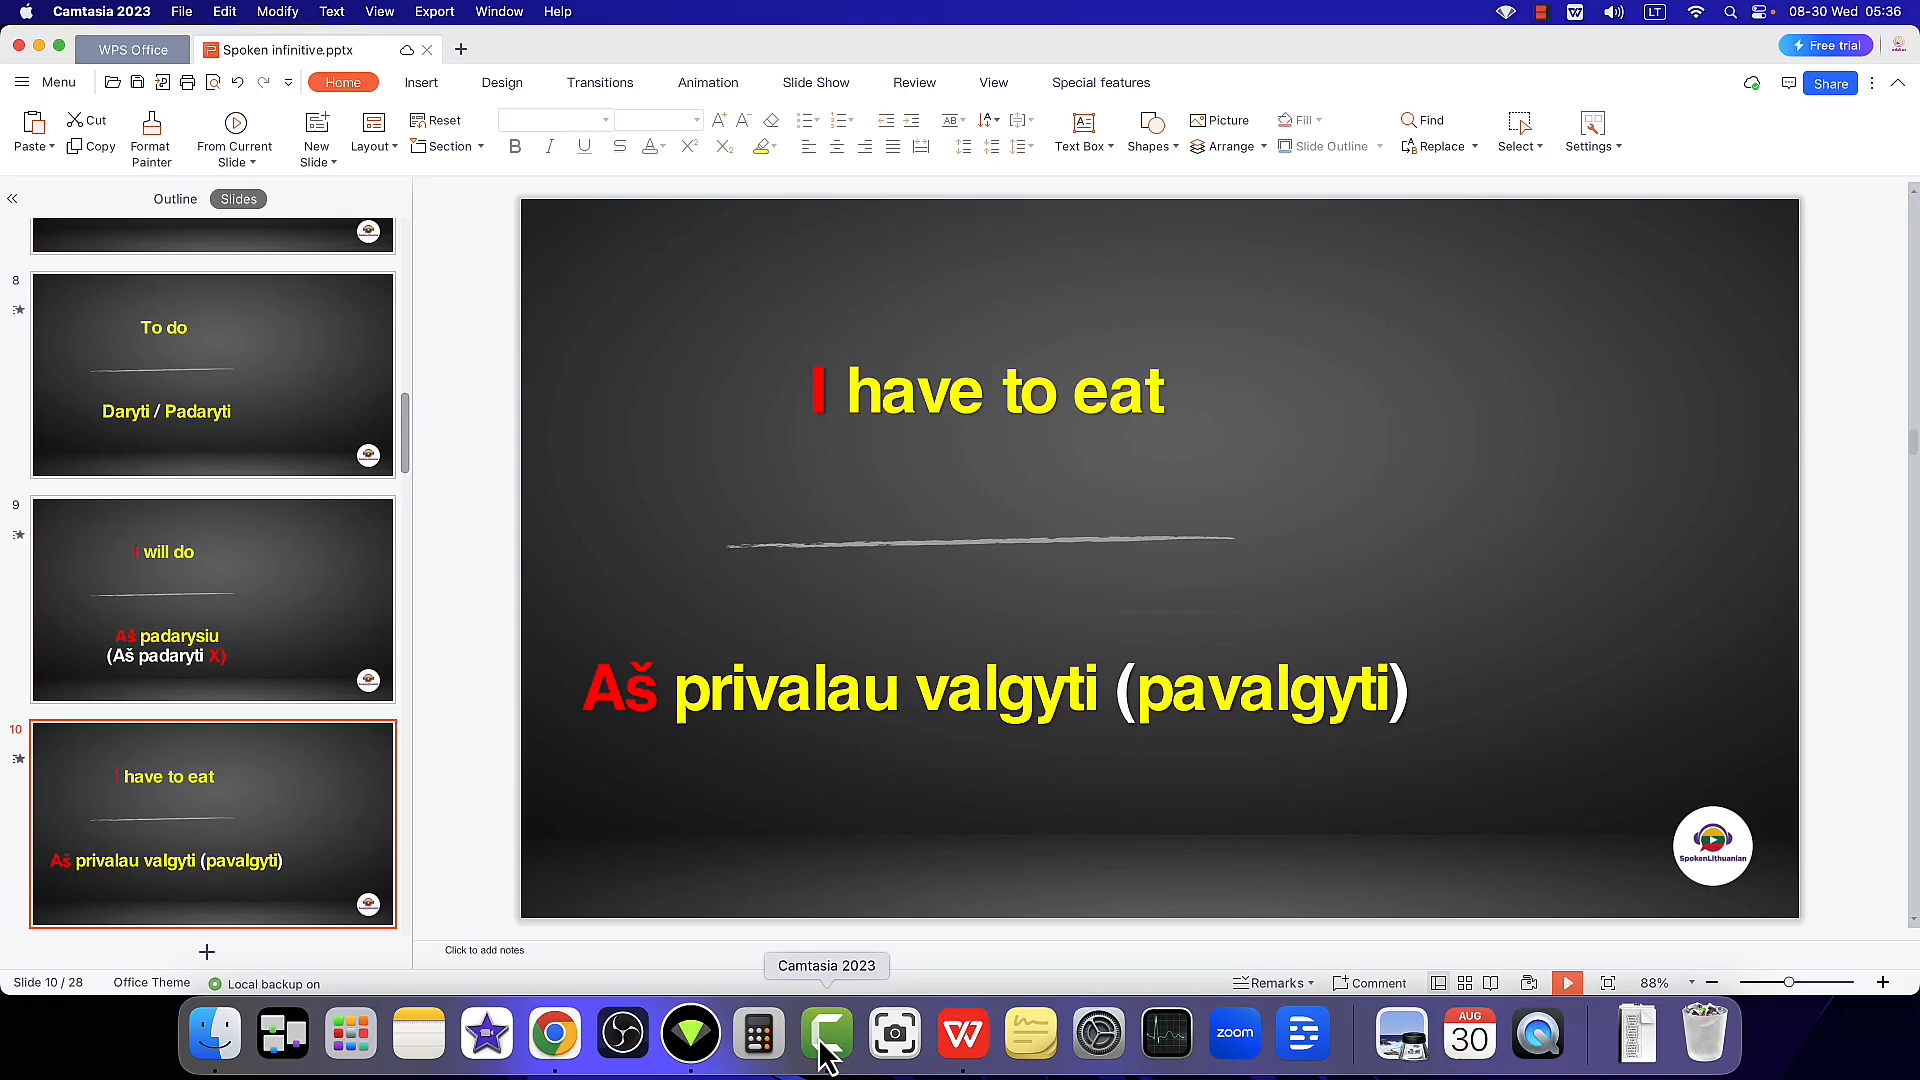 Camtasia 2023 File Edit Modify Text View Export Window Help LT 08-30 Wed 05:36
WPS Office Spoken infinitive.pptx Free trial
Menu Home Insert Design Transitions Animation Slide Show Review View Special features Share
Paste Cut Copy Format Painter From Current Slide New Slide Layout Reset Section Text Box Shapes Picture Arrange Fill Slide Outline Find Replace Select Settings
Outline Slides
8
To do
Daryti / Padaryti
9
I will do
Aš padarysiu
(Aš padaryti X)
10
I have to eat
Aš privalau valgyti (pavalgyti)
I have to eat
Aš privalau valgyti (pavalgyti)
SpokenLithuanian
Click to add notes
Camtasia 2023
Slide 10 / 28 Office Theme Local backup on Remarks Comment 88%
zoom AUG
30